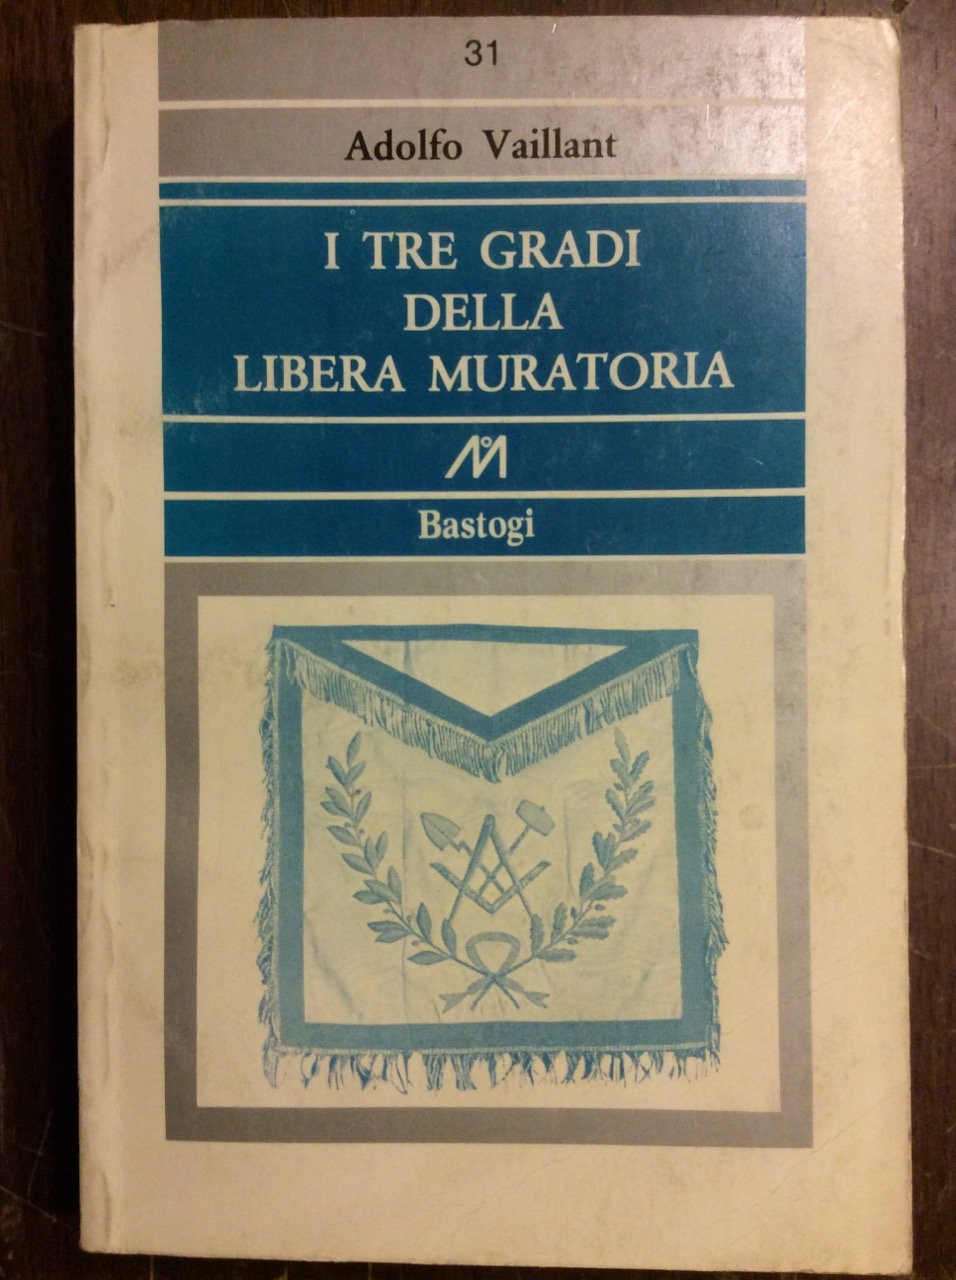 31
Adolfo Vaillant
I TRE GRADI
DELLA
LIBERA MURATORIA
Bastogi